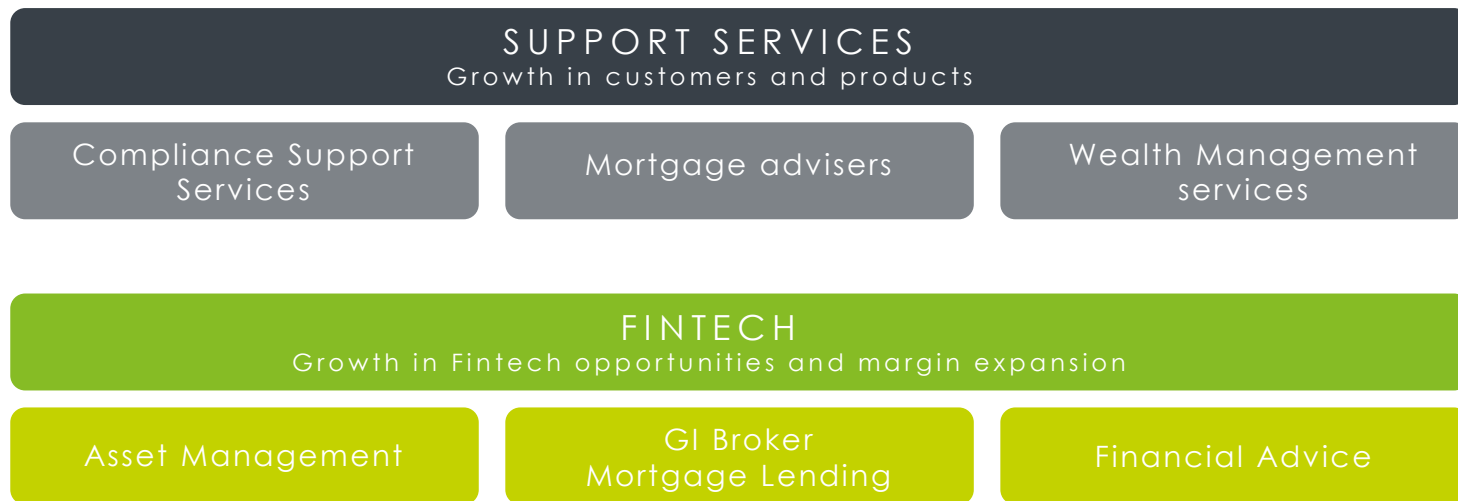 SUPPORT SERVICES
Growth in customers and products
Compliance Support
Services
Mortgage advisers
Wealth Management
services
FINTECH
Growth in Fintech opportunities and margin expansion
Asset Management
GI Broker
Mortgage Lending
Financial Advice